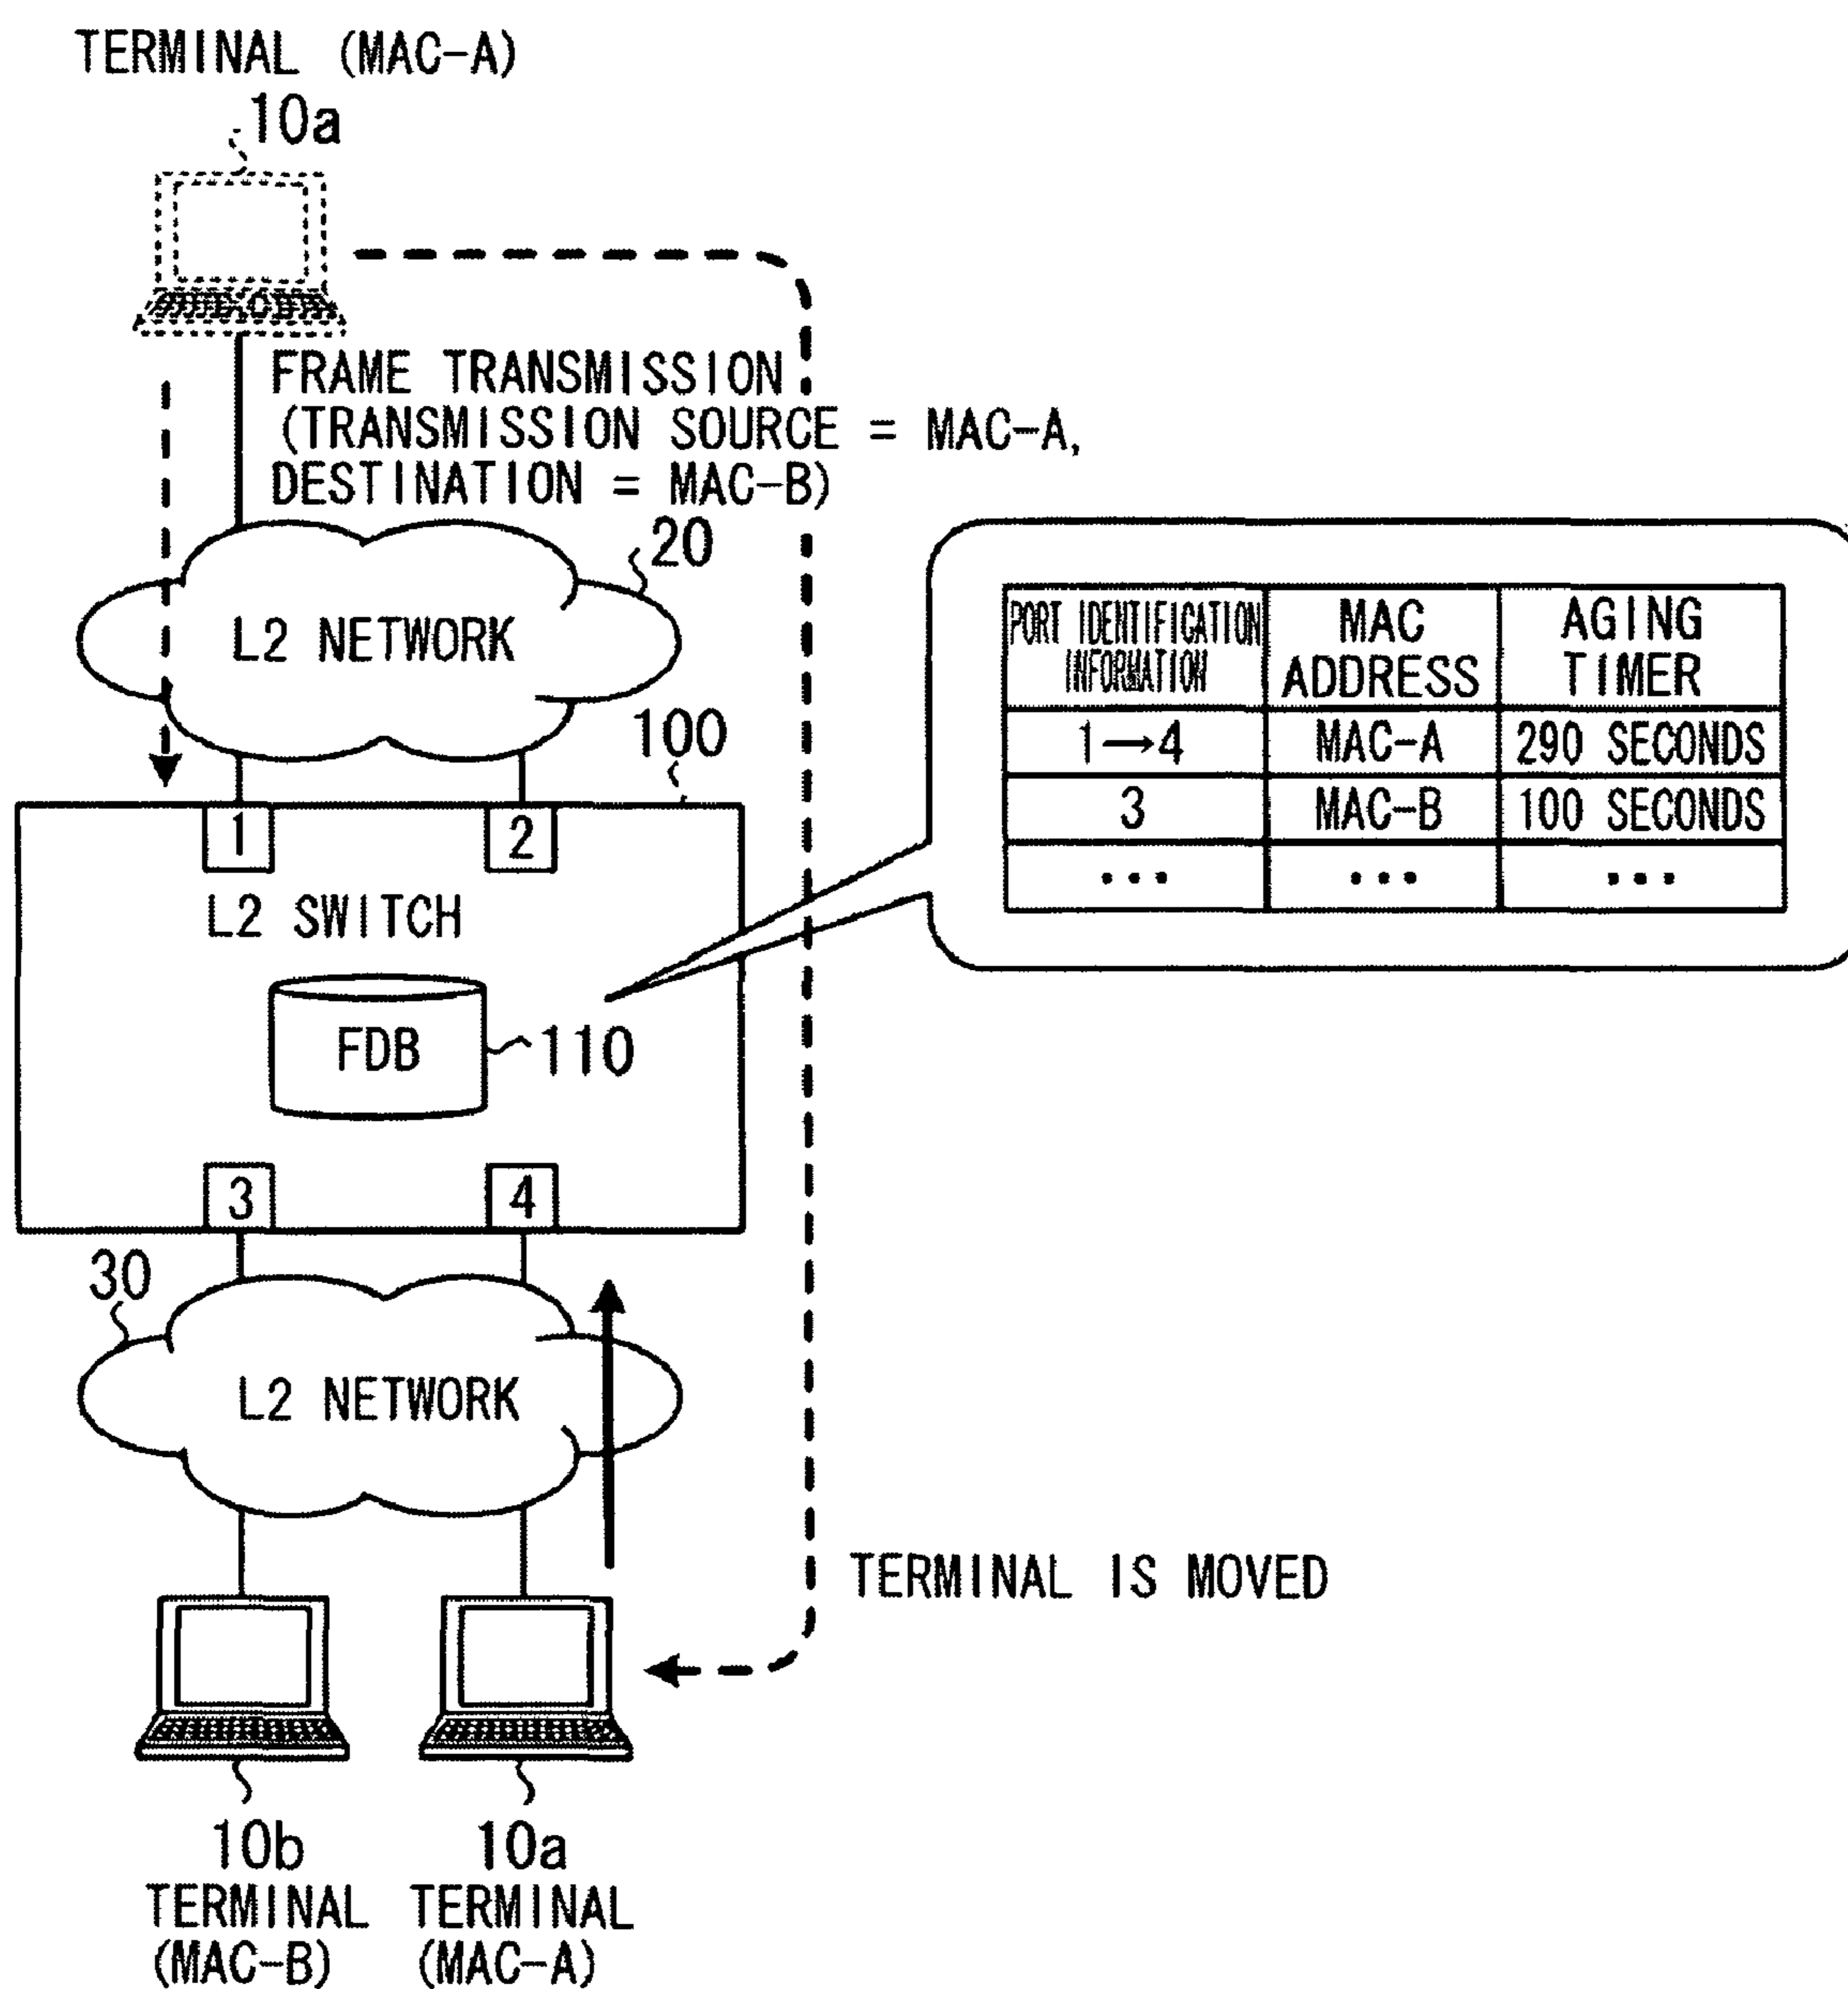 TERMINAL (MAC-A)
10a
FRAME TRANSMISSION
(TRANSMISSION SOURCE = MAC-A,
DESTINATION = MAC-B)
20
L2 NETWORK
100
PORT IDENTIFICATION INFORMATION MAC ADDRESS AGING TIMER
1→4 MAC-A 290 SECONDS
3 MAC-B 100 SECONDS
... ... ...
1 2
L2 SWITCH
FDB 110
3 4
30
L2 NETWORK
TERMINAL IS MOVED
10b 10a
TERMINAL TERMINAL
(MAC-B) (MAC-A)